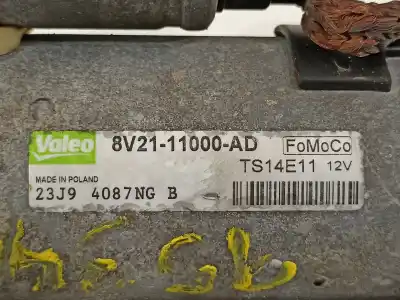 Valeo 8V21-11000-AD FoMoCo
TS14E11 12V
MADE IN POLAND
23J9 4087NG B